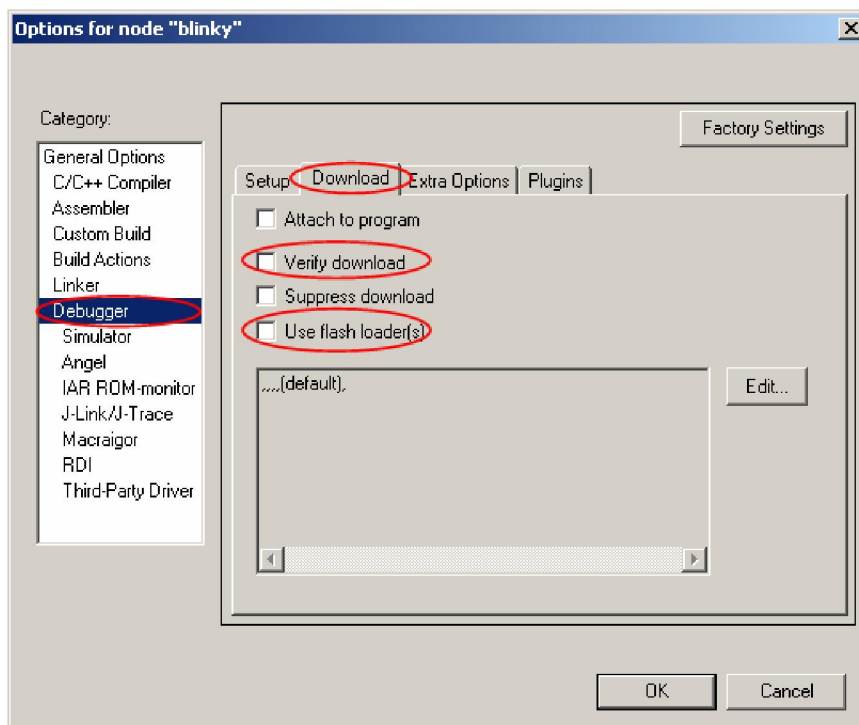 Options for node "blinky"
Category:
Factory Settings
General Options
C/C++ Compiler
Assembler
Custom Build
Build Actions
Linker
Debugger
Simulator
Angel
IAR ROM-monitor
J-Link/J-Trace
Macraigor
RDI
Third-Party Driver
Setup
Download
Extra Options
Plugins
Attach to program
Verify download
Suppress download
Use flash loader(s)
,,,,(default),
Edit...
OK
Cancel